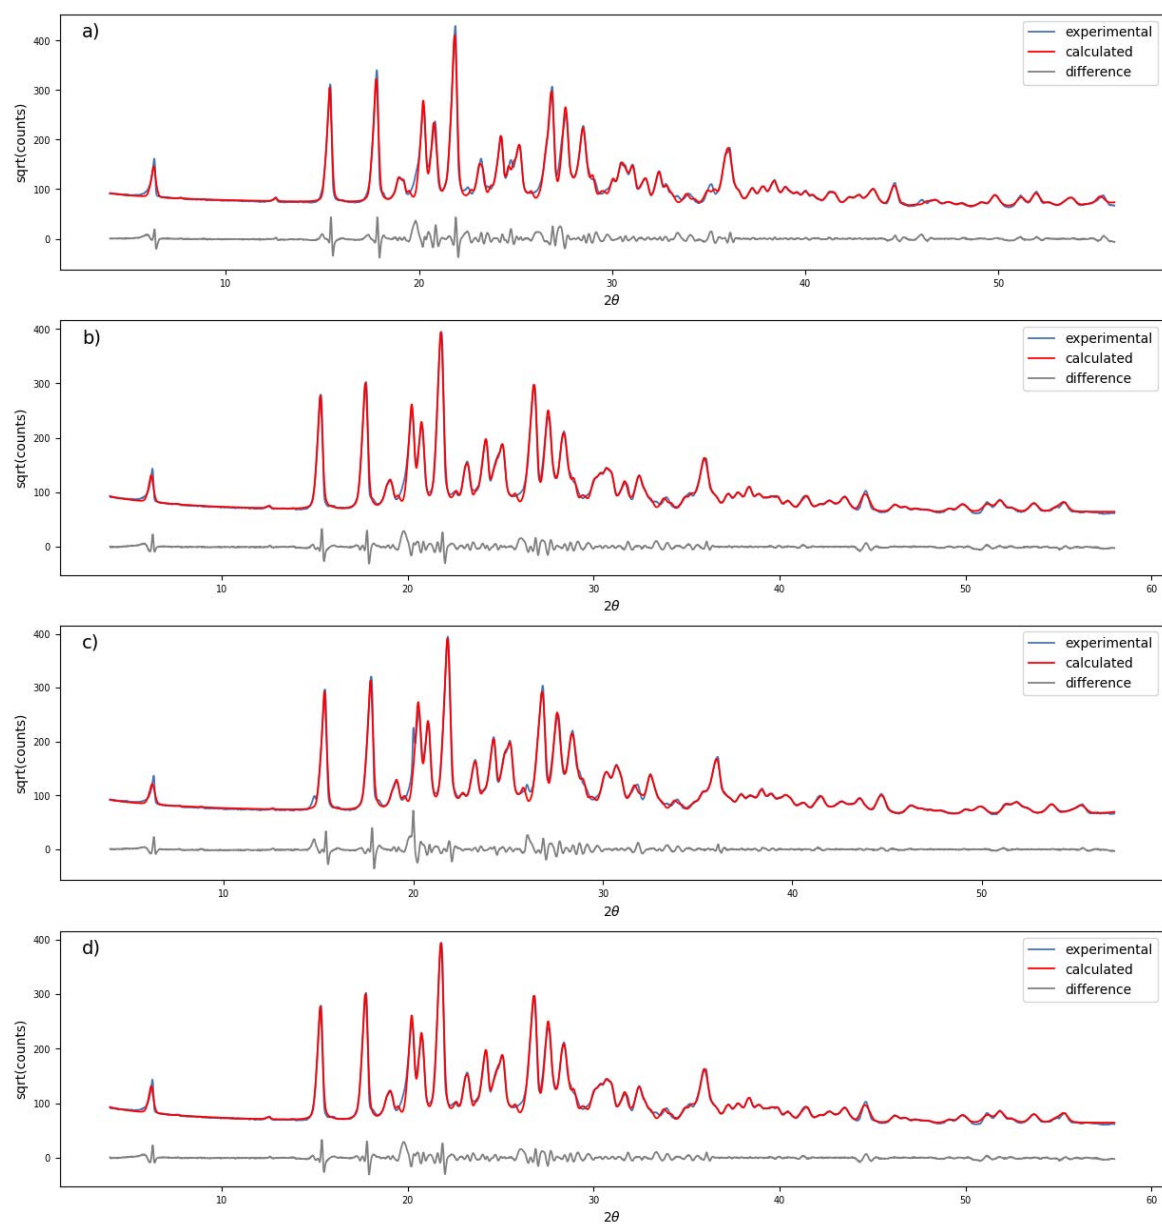 a)
experimental
calculated
difference
sqrt(counts)
400
300
200
100
0
10 20 30 40 50
2θ
b)
experimental
calculated
difference
sqrt(counts)
400
300
200
100
0
10 20 30 40 50 60
2θ
c)
experimental
calculated
difference
sqrt(counts)
400
300
200
100
0
10 20 30 40 50
2θ
d)
experimental
calculated
difference
sqrt(counts)
400
300
200
100
0
10 20 30 40 50 60
2θ